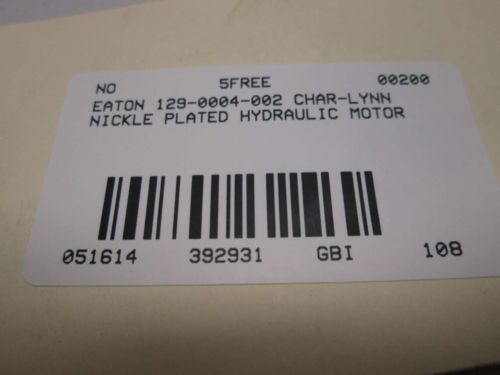 NO 5FREE 00200
EATON 129-0004-002 CHAR-LYNN
NICKLE PLATED HYDRAULIC MOTOR
051614 392931 GBI 108